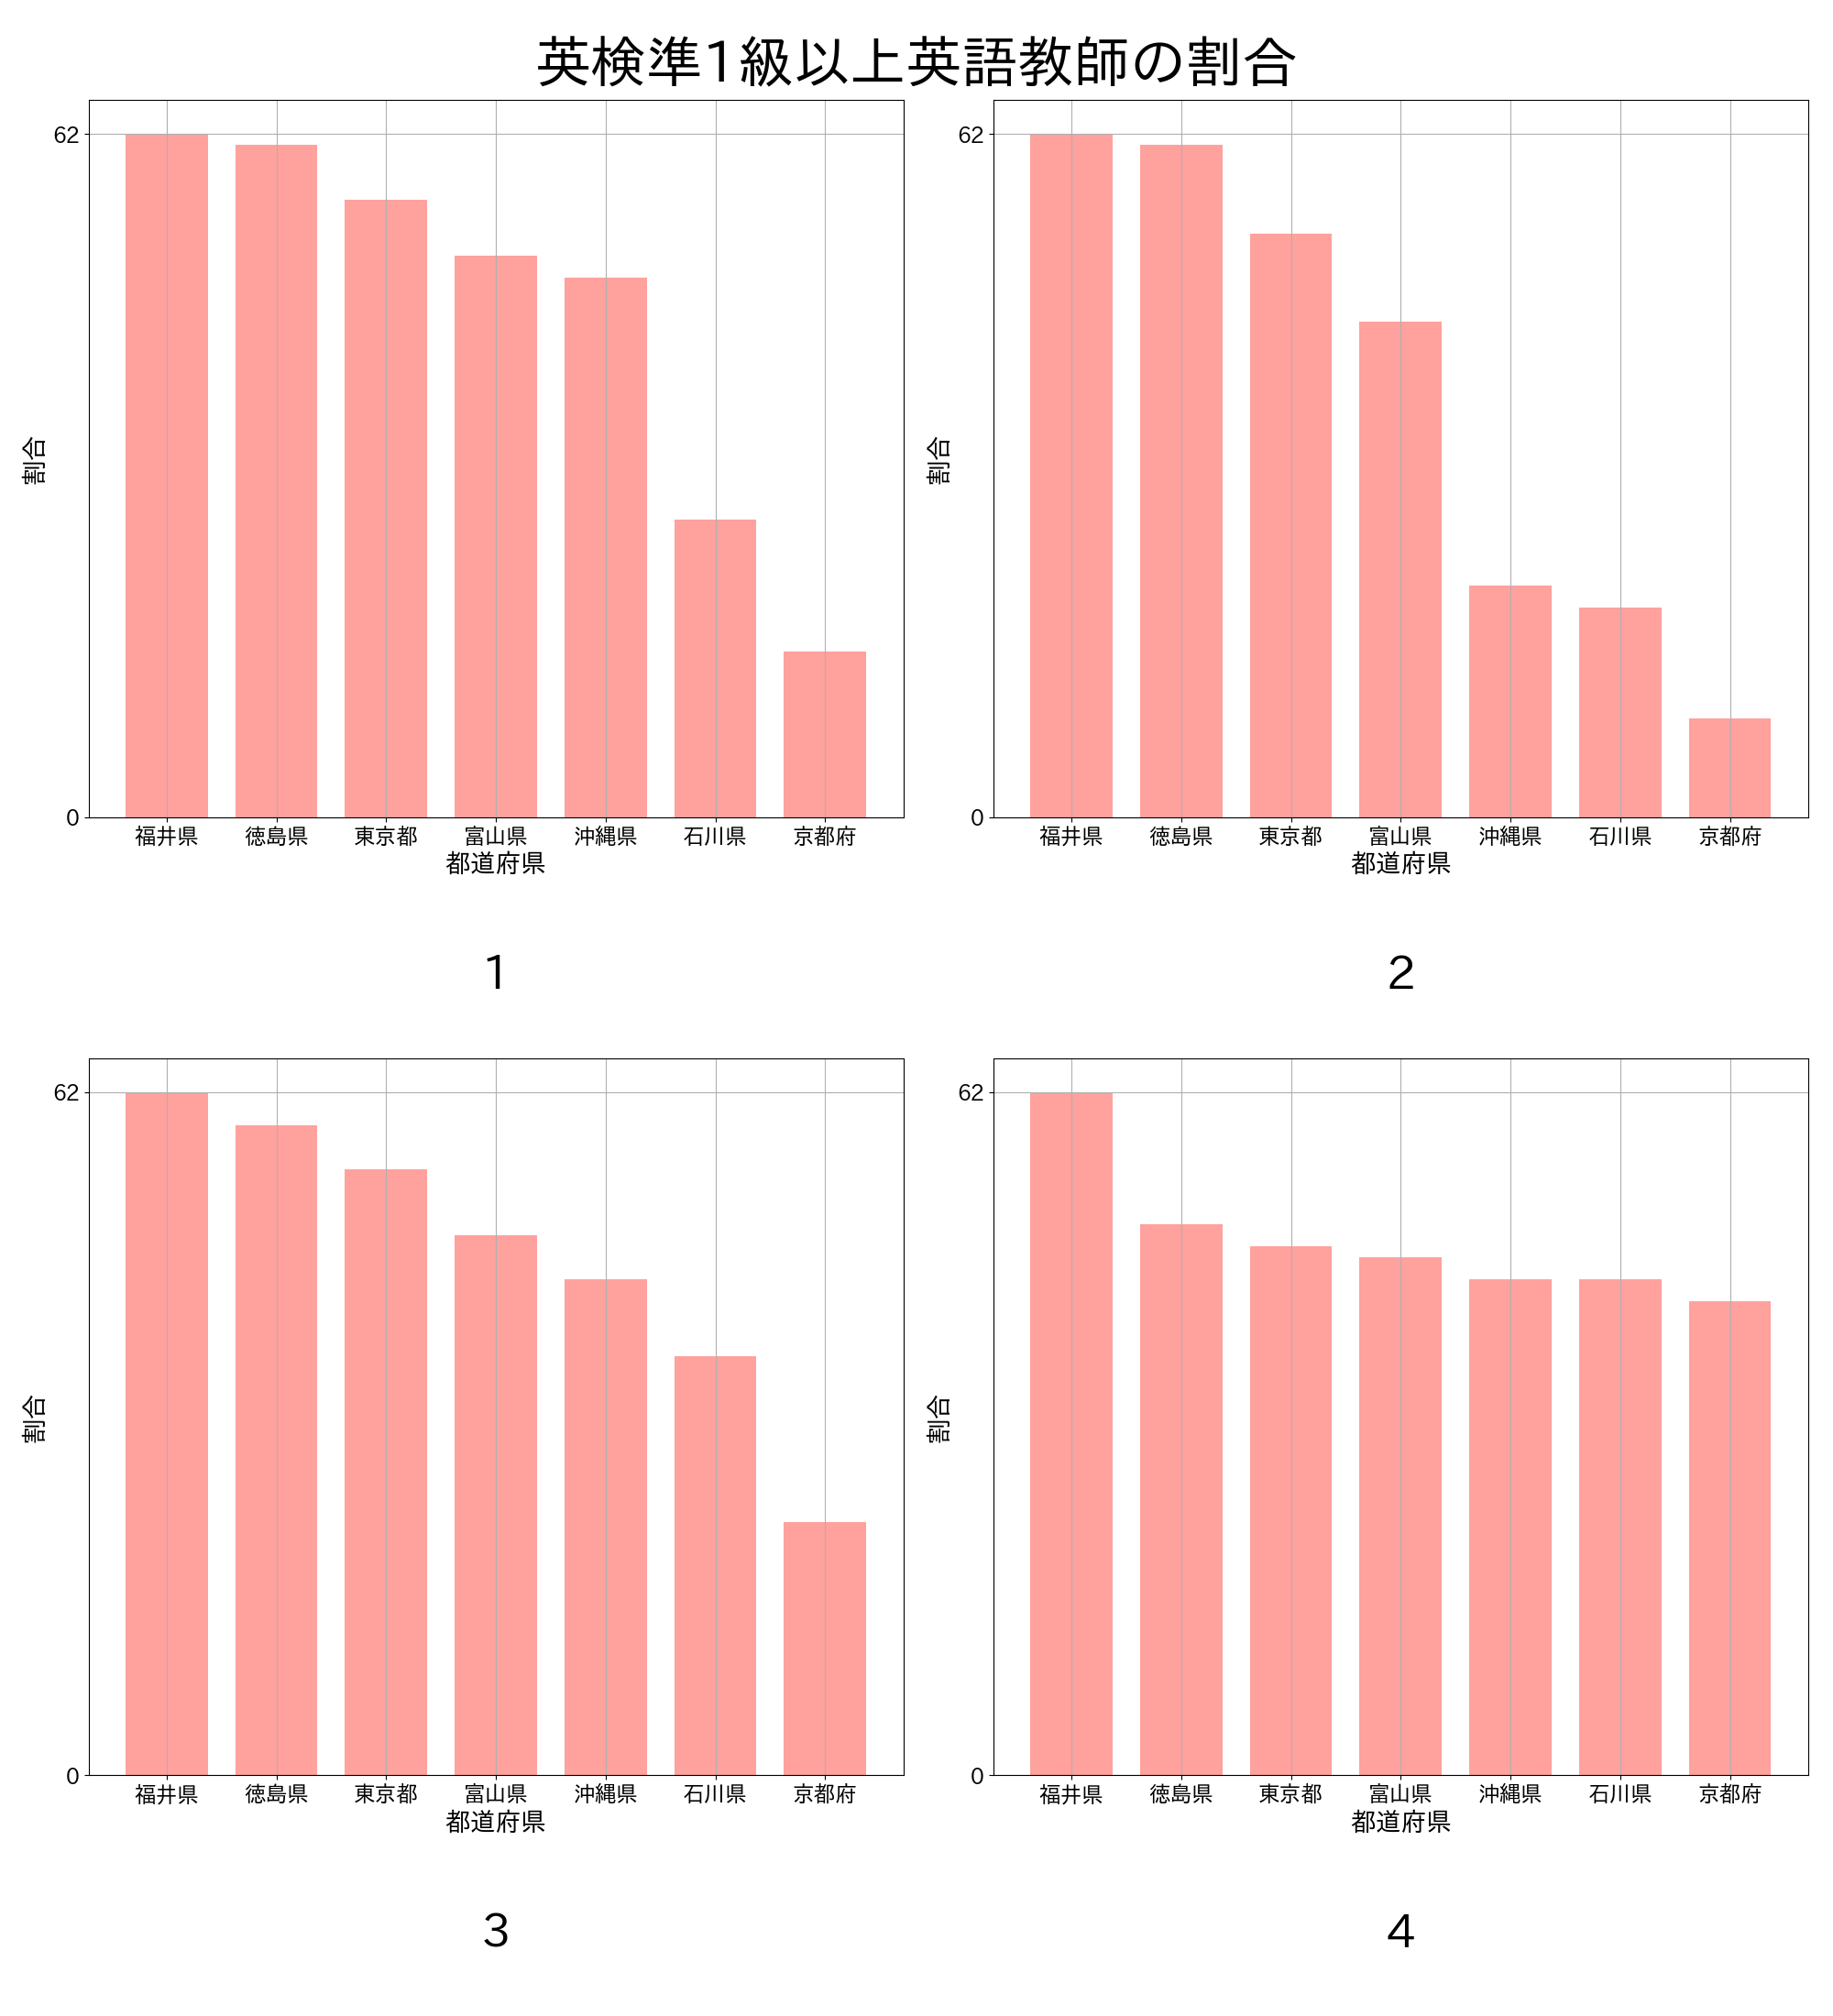 英検準1級以上英語教師の割合
62
0
割合
福井県 徳島県 東京都 富山県 沖縄県 石川県 京都府
都道府県
1
62
0
割合
福井県 徳島県 東京都 富山県 沖縄県 石川県 京都府
都道府県
2
62
0
割合
福井県 徳島県 東京都 富山県 沖縄県 石川県 京都府
都道府県
3
62
0
割合
福井県 徳島県 東京都 富山県 沖縄県 石川県 京都府
都道府県
4